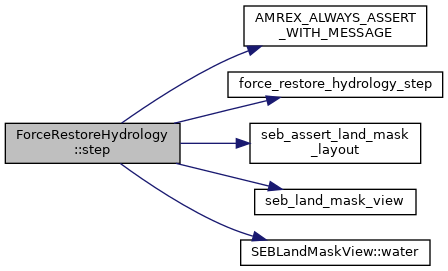 AMREX_ALWAYS_ASSERT
_WITH_MESSAGE
force_restore_hydrology_step
ForceRestoreHydrology
::step
seb_assert_land_mask
_layout
seb_land_mask_view
SEBLandMaskView::water